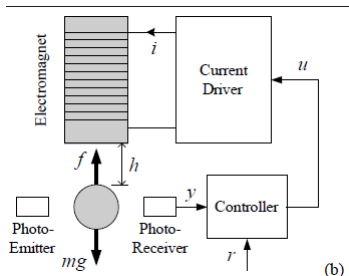 Electromagnet
i
Current
Driver
u
f
h
y
Controller
Photo-
Emitter
Photo-
Receiver
mg
r
(b)